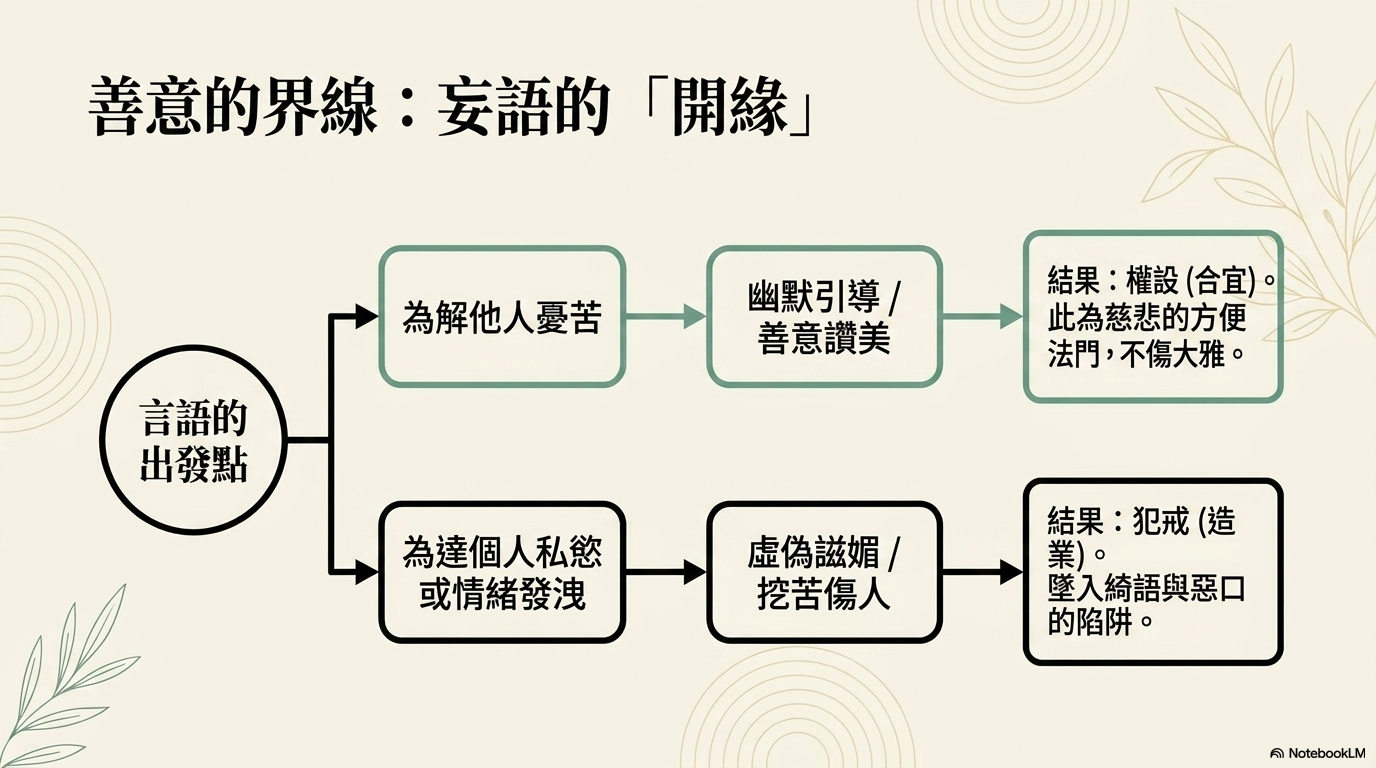 善意的界線：妄語的「開緣」
言語的
出發點
為解他人憂苦
幽默引導 /
善意讚美
結果：權設 (合宜)。
此為慈悲的方便
法門，不傷大雅。
為達個人私慾
或情緒發洩
虛偽諂媚 /
挖苦傷人
結果：犯戒 (造
業)。
墜入綺語與惡口
的陷阱。
NotebookLM